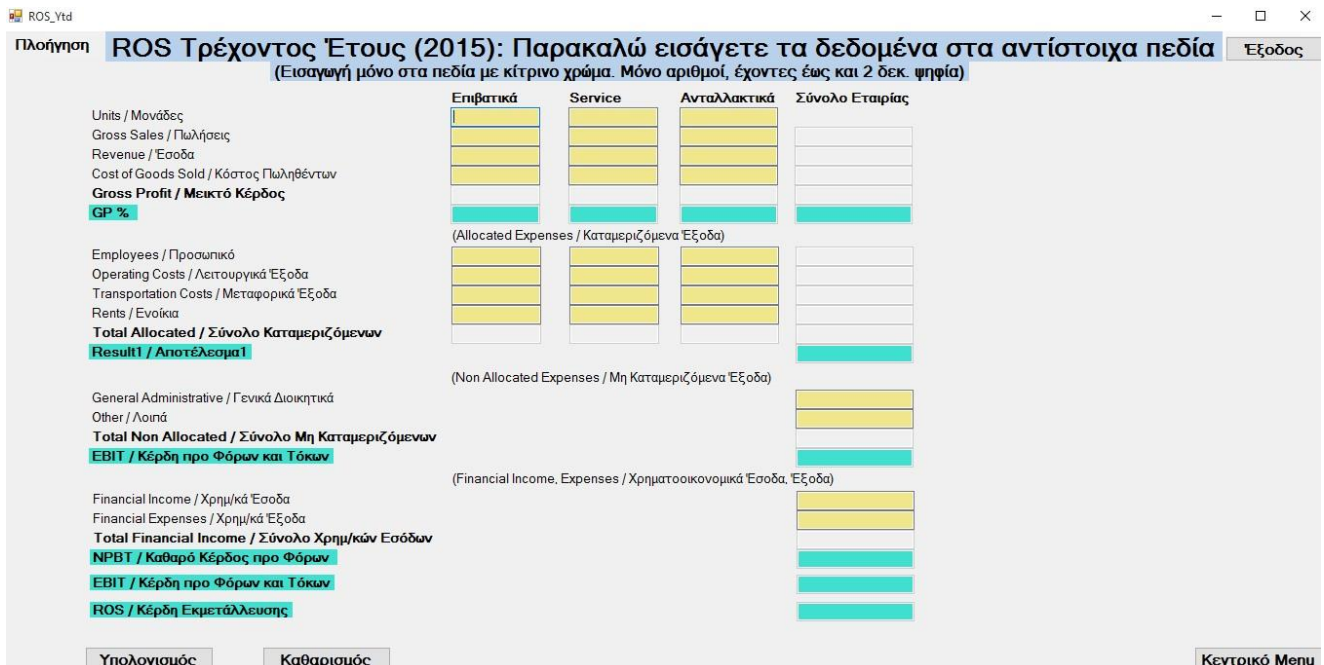 ROS_Ytd
Πλοήγηση ROS Τρέχοντος Έτους (2015): Παρακαλώ εισάγετε τα δεδομένα στα αντίστοιχα πεδία Έξοδος
(Εισαγωγή μόνο στα πεδία με κίτρινο χρώμα. Μόνο αριθμοί, έχοντες έως και 2 δεκ. ψηφία)
Επιβατικά Service Ανταλλακτικά Σύνολο Εταιρίας
Units / Μονάδες
Gross Sales / Πωλήσεις
Revenue / Έσοδα
Cost of Goods Sold / Κόστος Πωληθέντων
Gross Profit / Μεικτό Κέρδος
GP %
(Allocated Expenses / Καταμεριζόμενα Έξοδα)
Employees / Προσωπικό
Operating Costs / Λειτουργικά Έξοδα
Transportation Costs / Μεταφορικά Έξοδα
Rents / Ενοίκια
Total Allocated / Σύνολο Καταμεριζόμενων
Result1 / Αποτέλεσμα1
(Non Allocated Expenses / Μη Καταμεριζόμενα Έξοδα)
General Administrative / Γενικά Διοικητικά
Other / Λοιπά
Total Non Allocated / Σύνολο Μη Καταμεριζόμενων
EBIT / Κέρδη προ Φόρων και Τόκων
(Financial Income, Expenses / Χρηματοοικονομικά Έσοδα, Έξοδα)
Financial Income / Χρημ/κά Έσοδα
Financial Expenses / Χρημ/κά Έξοδα
Total Financial Income / Σύνολο Χρημ/κών Εσόδων
NPBT / Καθαρό Κέρδος προ Φόρων
EBIT / Κέρδη προ Φόρων και Τόκων
ROS / Κέρδη Εκμετάλλευσης
Υπολογισμός Καθαρισμός Κεντρικό Menu